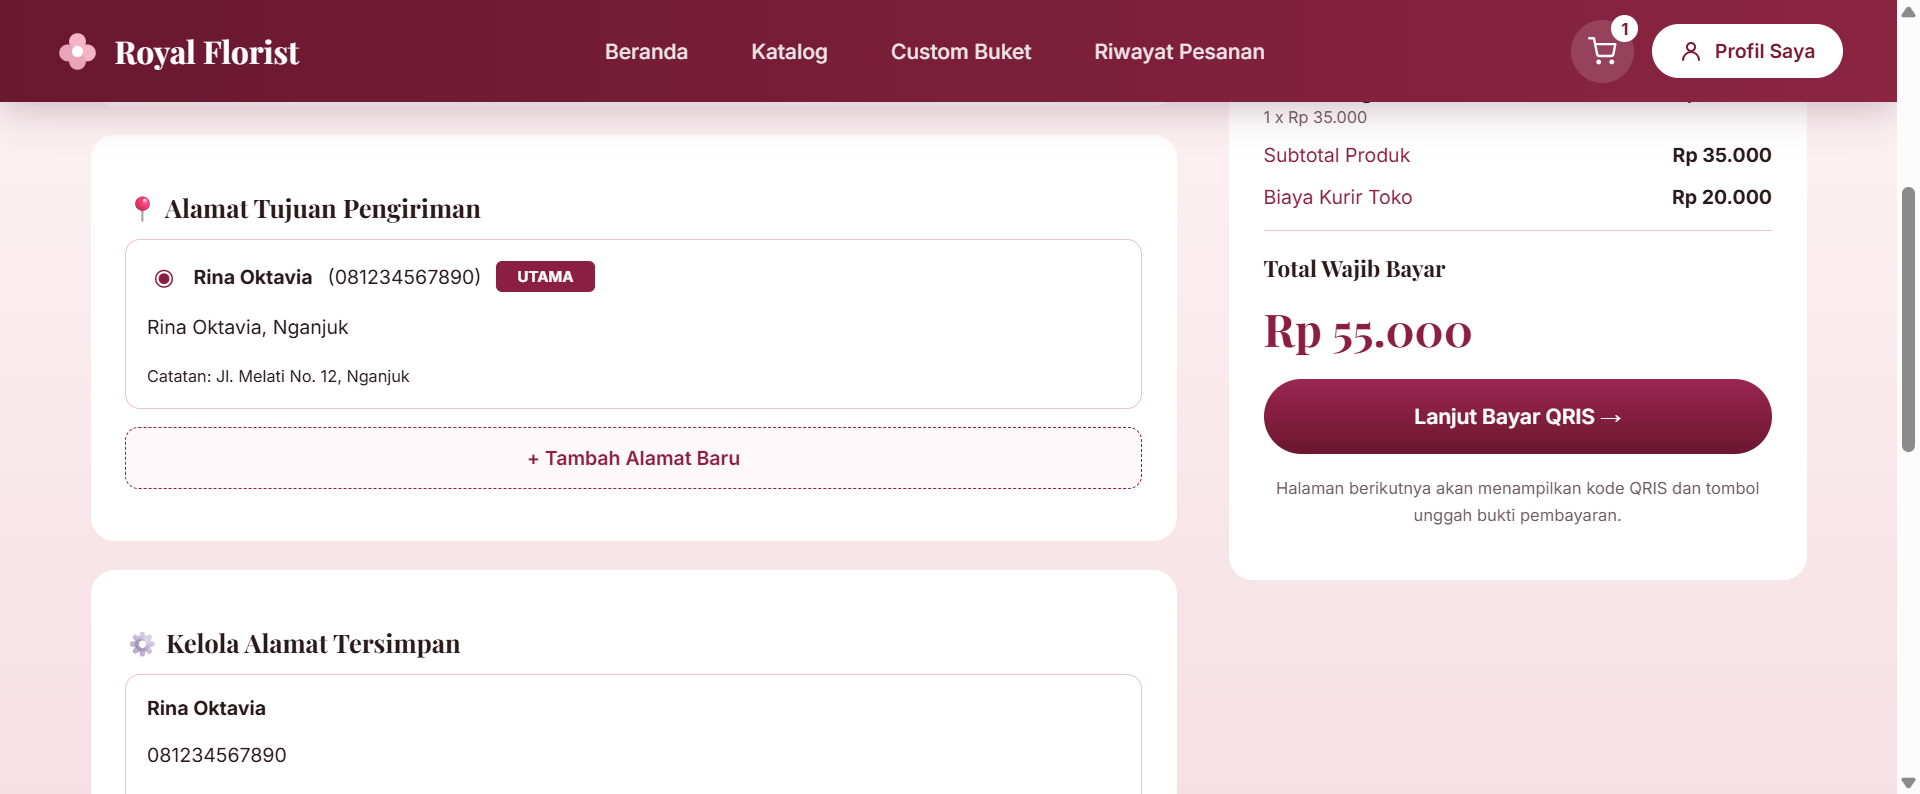 Royal Florist
Beranda
Katalog
Custom Buket
Riwayat Pesanan
1
Profil Saya
Alamat Tujuan Pengiriman
Rina Oktavia (081234567890) UTAMA
Rina Oktavia, Nganjuk
Catatan: Jl. Melati No. 12, Nganjuk
+ Tambah Alamat Baru
Kelola Alamat Tersimpan
Rina Oktavia
081234567890
1 x Rp 35.000
Subtotal Produk Rp 35.000
Biaya Kurir Toko Rp 20.000
Total Wajib Bayar
Rp 55.000
Lanjut Bayar QRIS →
Halaman berikutnya akan menampilkan kode QRIS dan tombol
unggah bukti pembayaran.